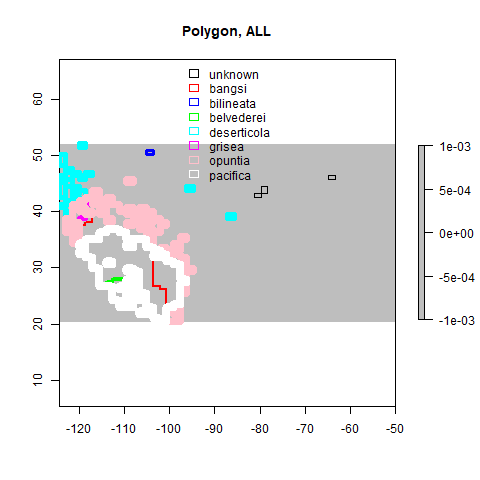 Polygon, ALL
unknown
bangsi
bilineata
belvederei
deserticola
grisea
opuntia
pacifica
60
50
40
30
20
10
-120
-110
-100
-90
-80
-70
-60
-50
1e-03
5e-04
0e+00
-5e-04
-1e-03